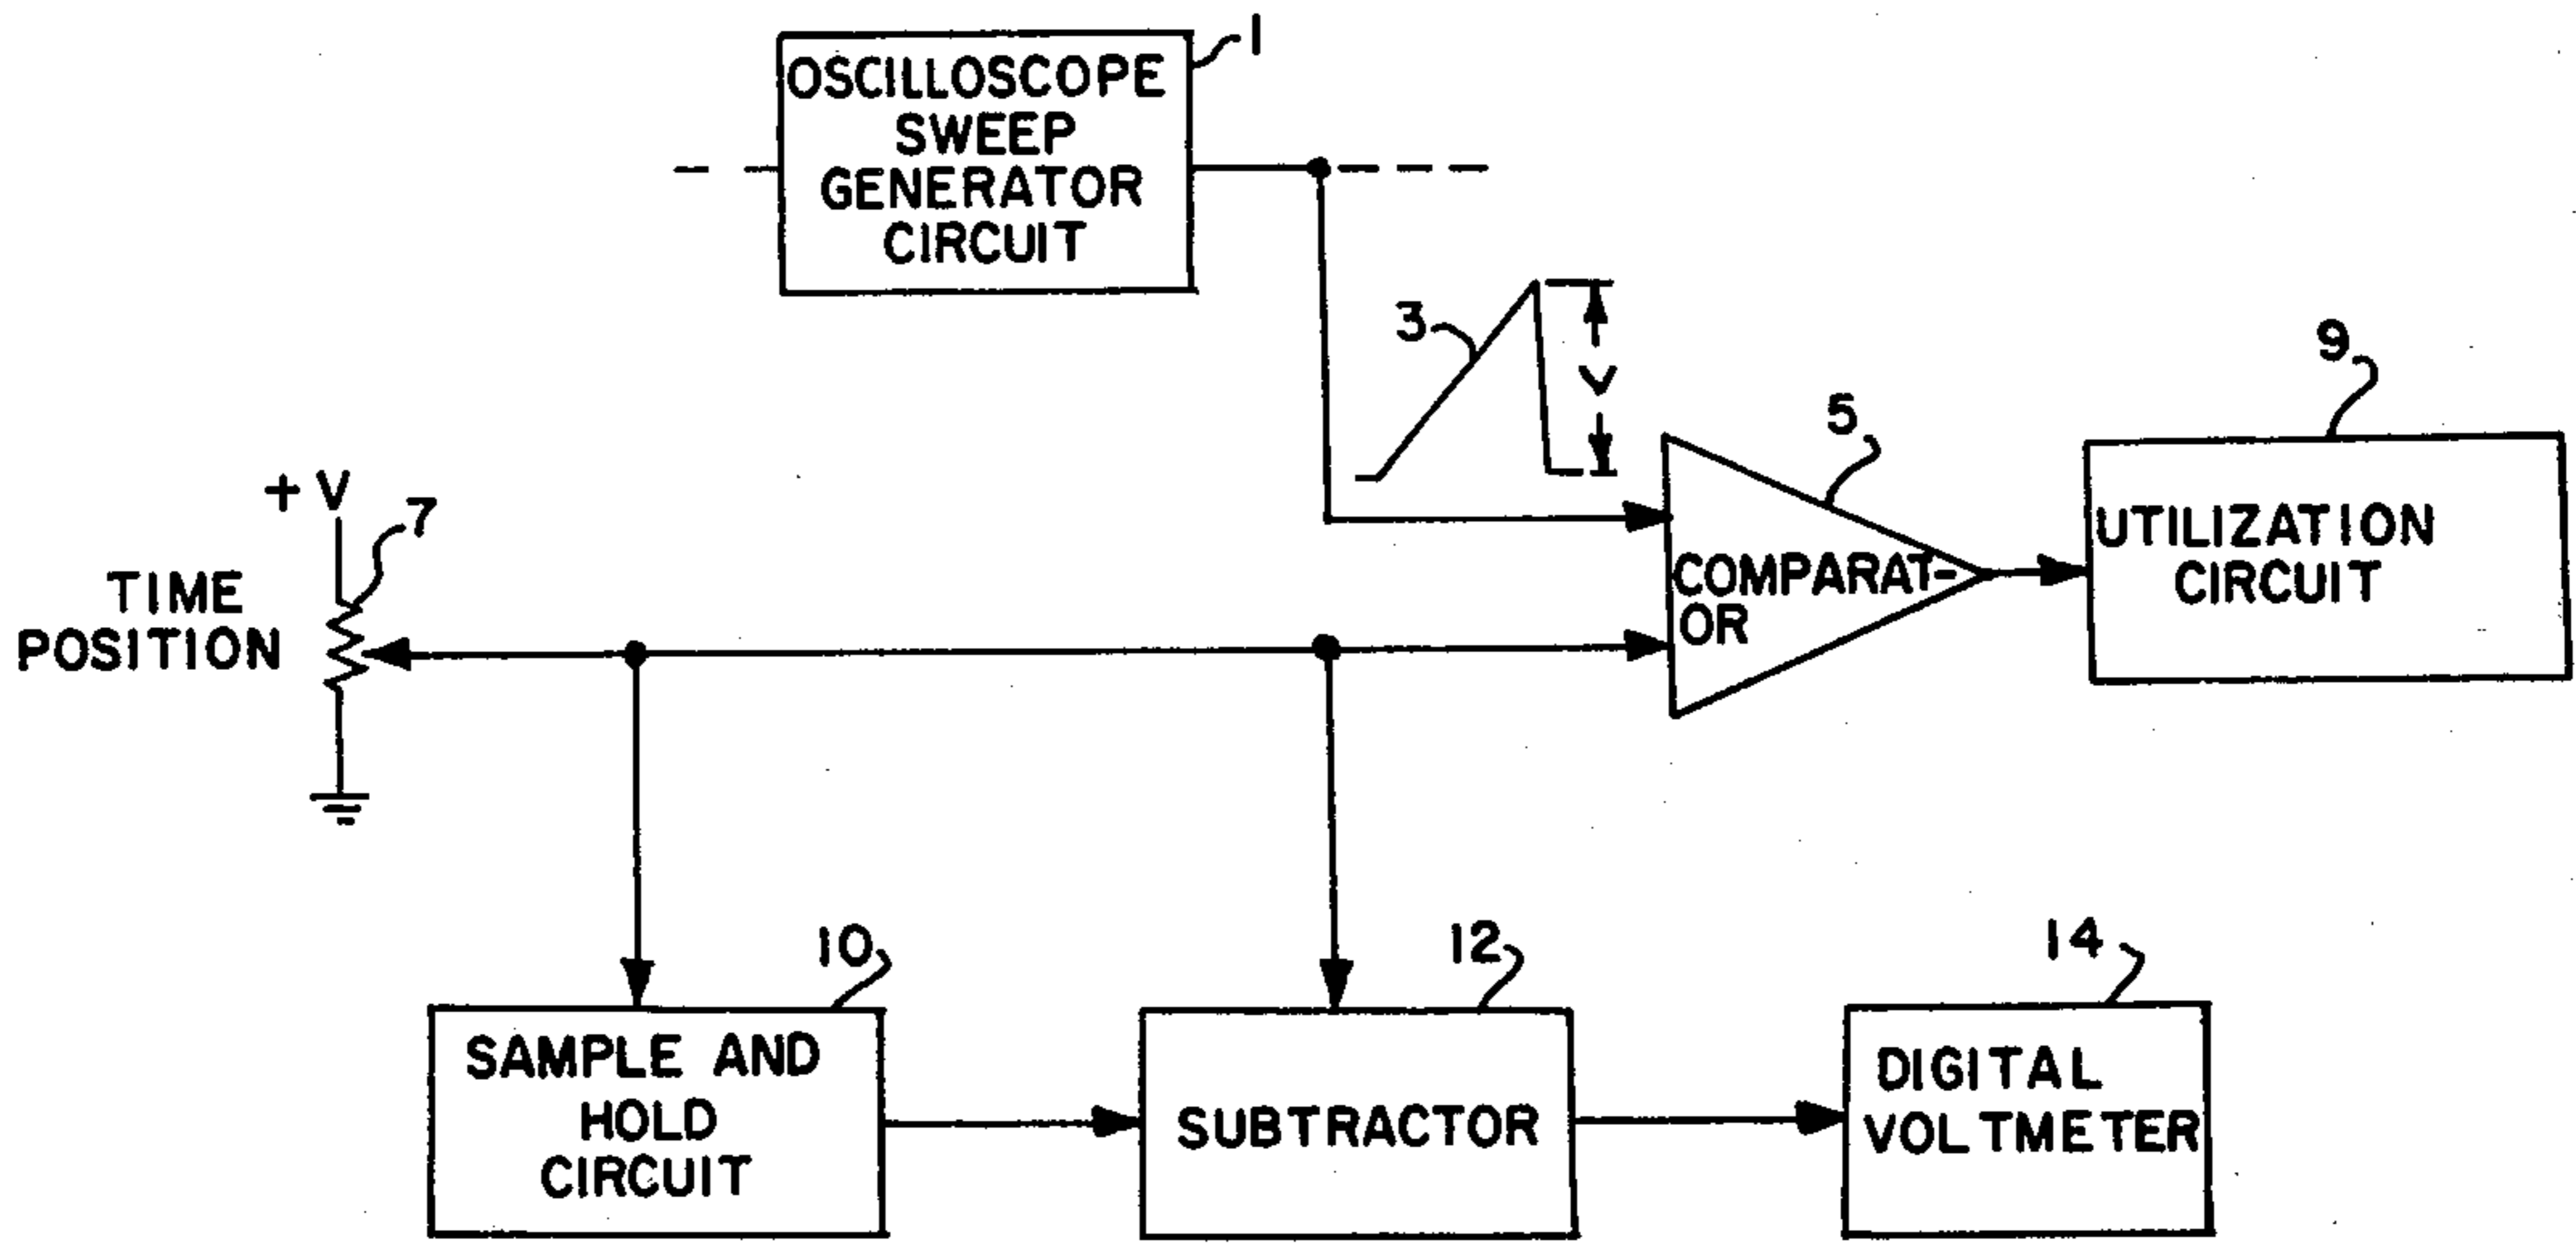 OSCILLOSCOPE
SWEEP
GENERATOR
CIRCUIT
1
3
V
5
9
+V
7
TIME
POSITION
COMPARAT-
OR
UTILIZATION
CIRCUIT
10
12
14
SAMPLE AND
HOLD
CIRCUIT
SUBTRACTOR
DIGITAL
VOLTMETER